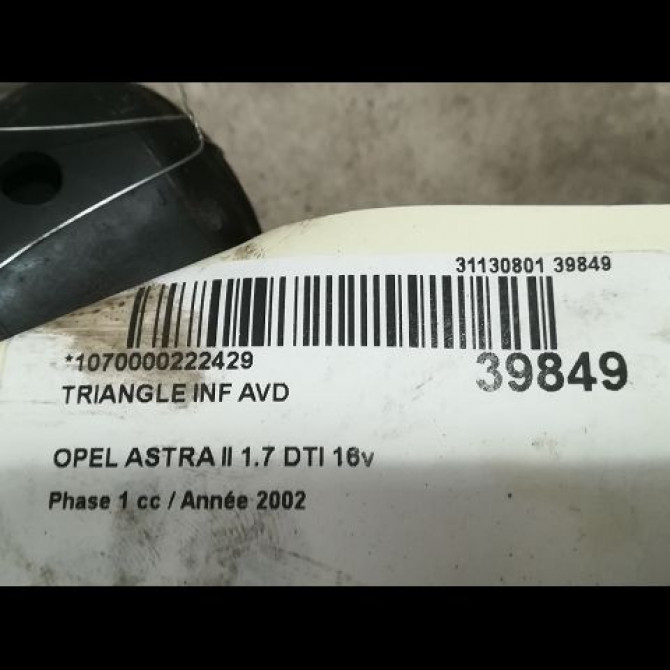 31130801 39849
*1070000222429
39849
TRIANGLE INF AVD
OPEL ASTRA II 1.7 DTI 16v
Phase 1 cc / Année 2002